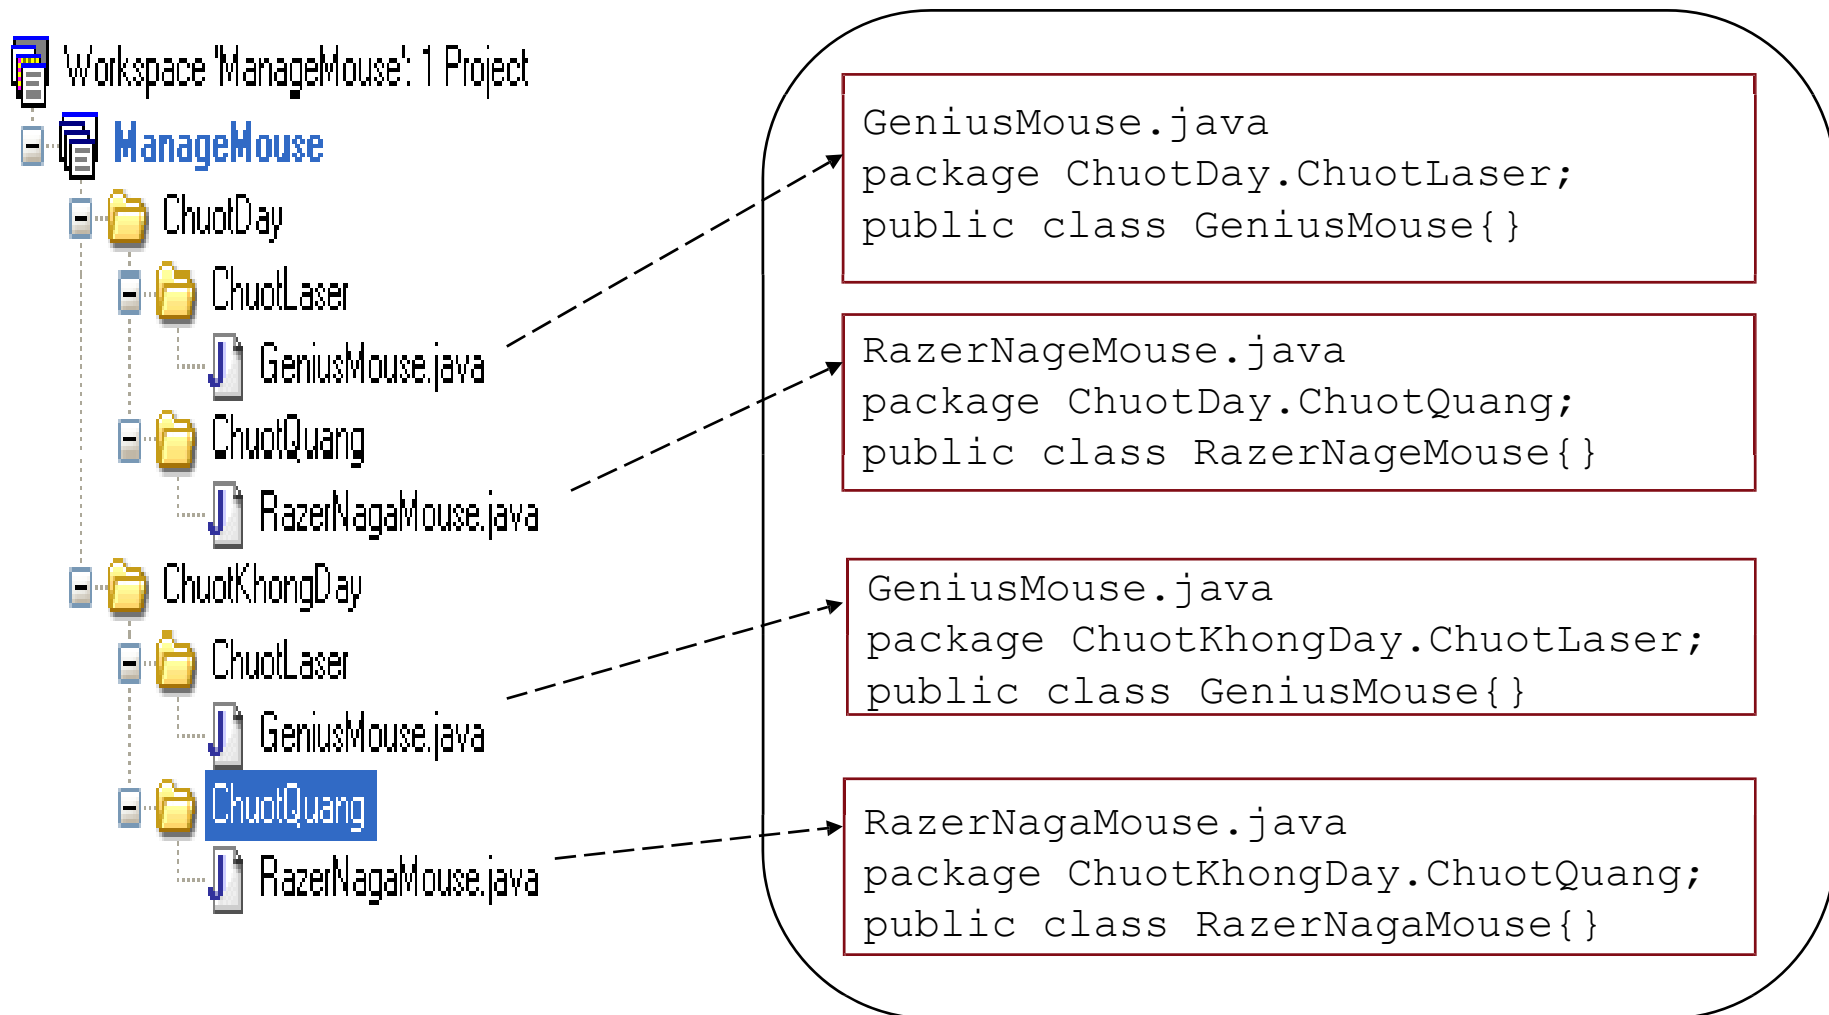 Workspace 'ManageMouse': 1 Project
ManageMouse
ChuotDay
ChuotLaser
GeniusMouse.java
ChuotQuang
RazerNagaMouse.java
ChuotKhongDay
ChuotLaser
GeniusMouse.java
ChuotQuang
RazerNagaMouse.java
GeniusMouse.java
package ChuotDay.ChuotLaser;
public class GeniusMouse{}
RazerNageMouse.java
package ChuotDay.ChuotQuang;
public class RazerNageMouse{}
GeniusMouse.java
package ChuotKhongDay.ChuotLaser;
public class GeniusMouse{}
RazerNagaMouse.java
package ChuotKhongDay.ChuotQuang;
public class RazerNagaMouse{}